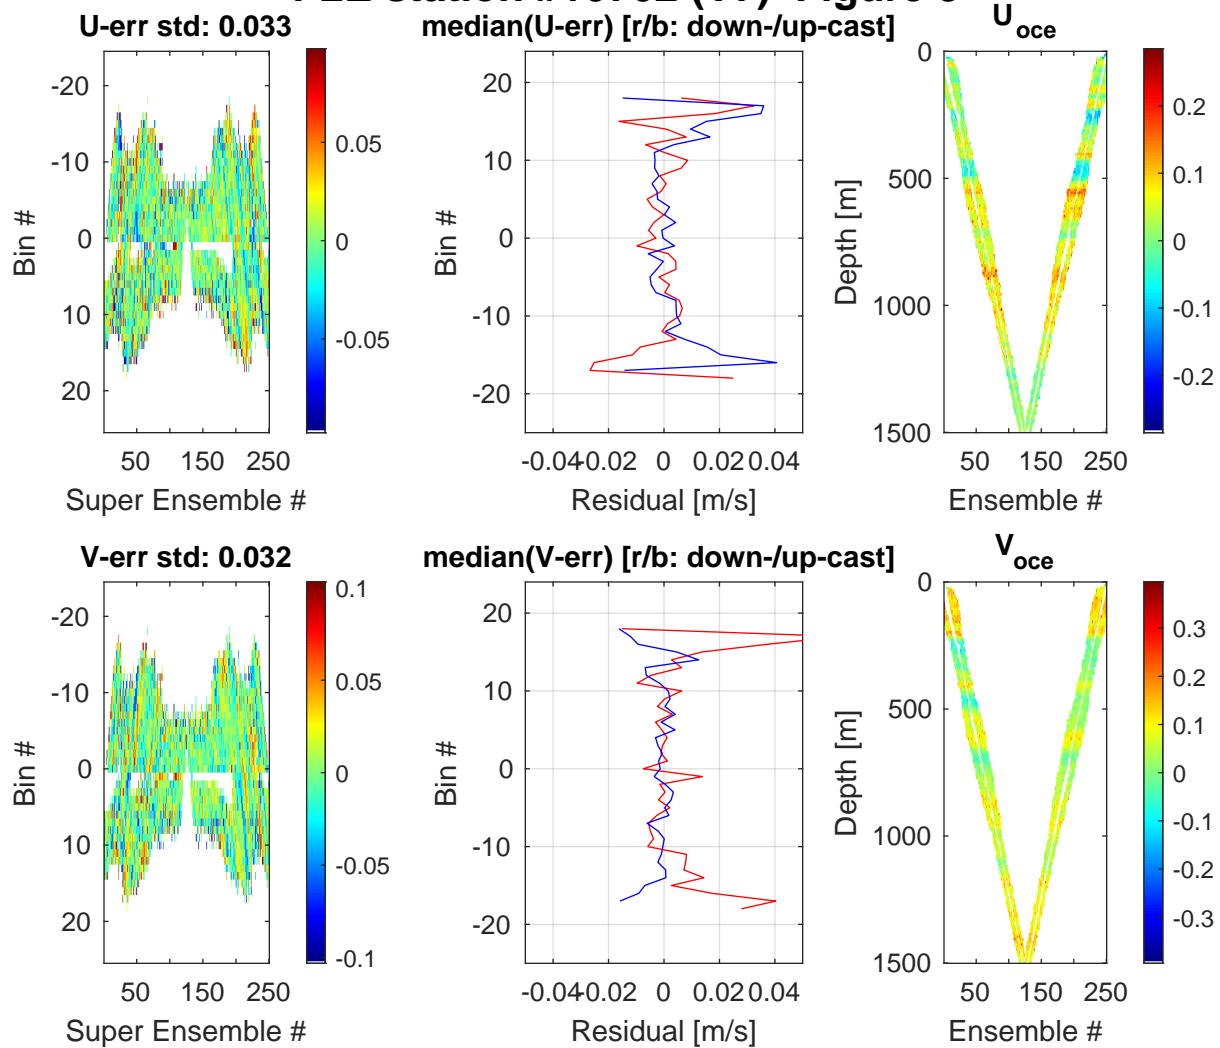 U-err std: 0.033
median(U-err) [r/b: down-/up-cast]
U
oce
-20
-10
0
10
20
Bin #
50 150 250
Super Ensemble #
0.05
0
-0.05
20
10
0
-10
-20
Bin #
-0.04 -0.02 0 0.02 0.04
Residual [m/s]
0
500
1000
1500
Depth [m]
50 150 250
Ensemble #
0.2
0.1
0
-0.1
-0.2
V-err std: 0.032
median(V-err) [r/b: down-/up-cast]
V
oce
-20
-10
0
10
20
Bin #
50 150 250
Super Ensemble #
0.1
0.05
0
-0.05
-0.1
20
10
0
-10
-20
Bin #
-0.04 -0.02 0 0.02 0.04
Residual [m/s]
0
500
1000
1500
Depth [m]
50 150 250
Ensemble #
0.3
0.2
0.1
0
-0.1
-0.2
-0.3